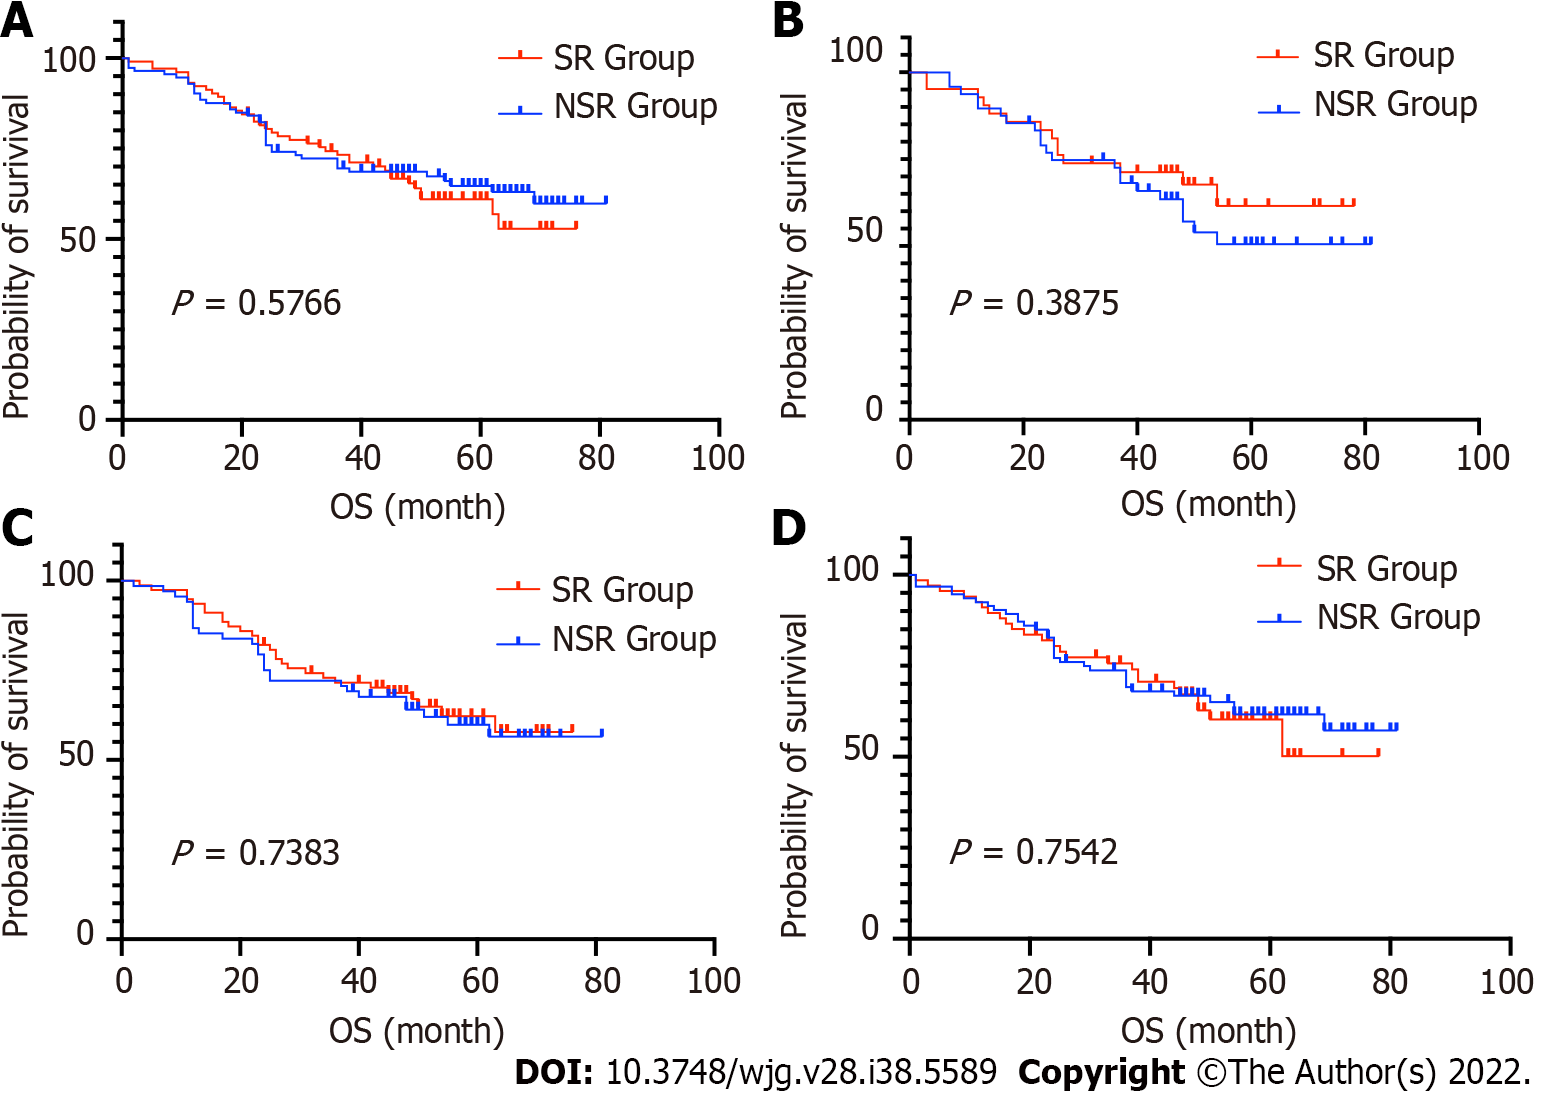 A
Probability of surivival
100
50
0
SR Group
NSR Group
P = 0.5766
0 20 40 60 80 100
OS (month)
B
Probability of surivival
100
50
0
SR Group
NSR Group
P = 0.3875
0 20 40 60 80 100
OS (month)
C
Probability of surivival
100
50
0
SR Group
NSR Group
P = 0.7383
0 20 40 60 80 100
OS (month)
D
Probability of surivival
100
50
0
SR Group
NSR Group
P = 0.7542
0 20 40 60 80 100
OS (month)
DOI: 10.3748/wjg.v28.i38.5589 Copyright ©The Author(s) 2022.